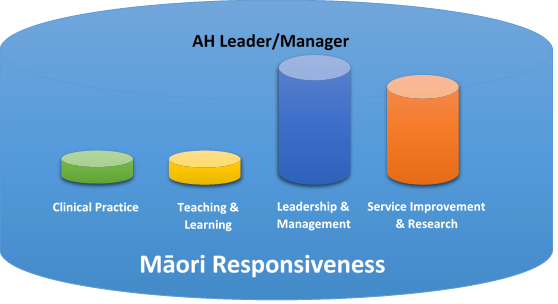 AH Leader/Manager
Clinical Practice
Teaching &
Learning
Leadership &
Management
Service Improvement
& Research
Māori Responsiveness